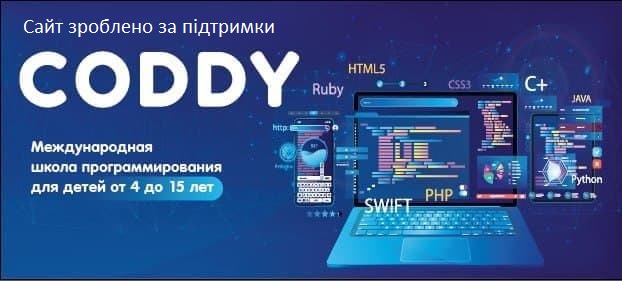 Сайт зроблено за підтримки
CODDY
Международная
школа программирования
для детей от 4 до 15 лет
HTML5
Ruby
CSS3
C+
JAVA
http:
Python
PHP
SWIFT